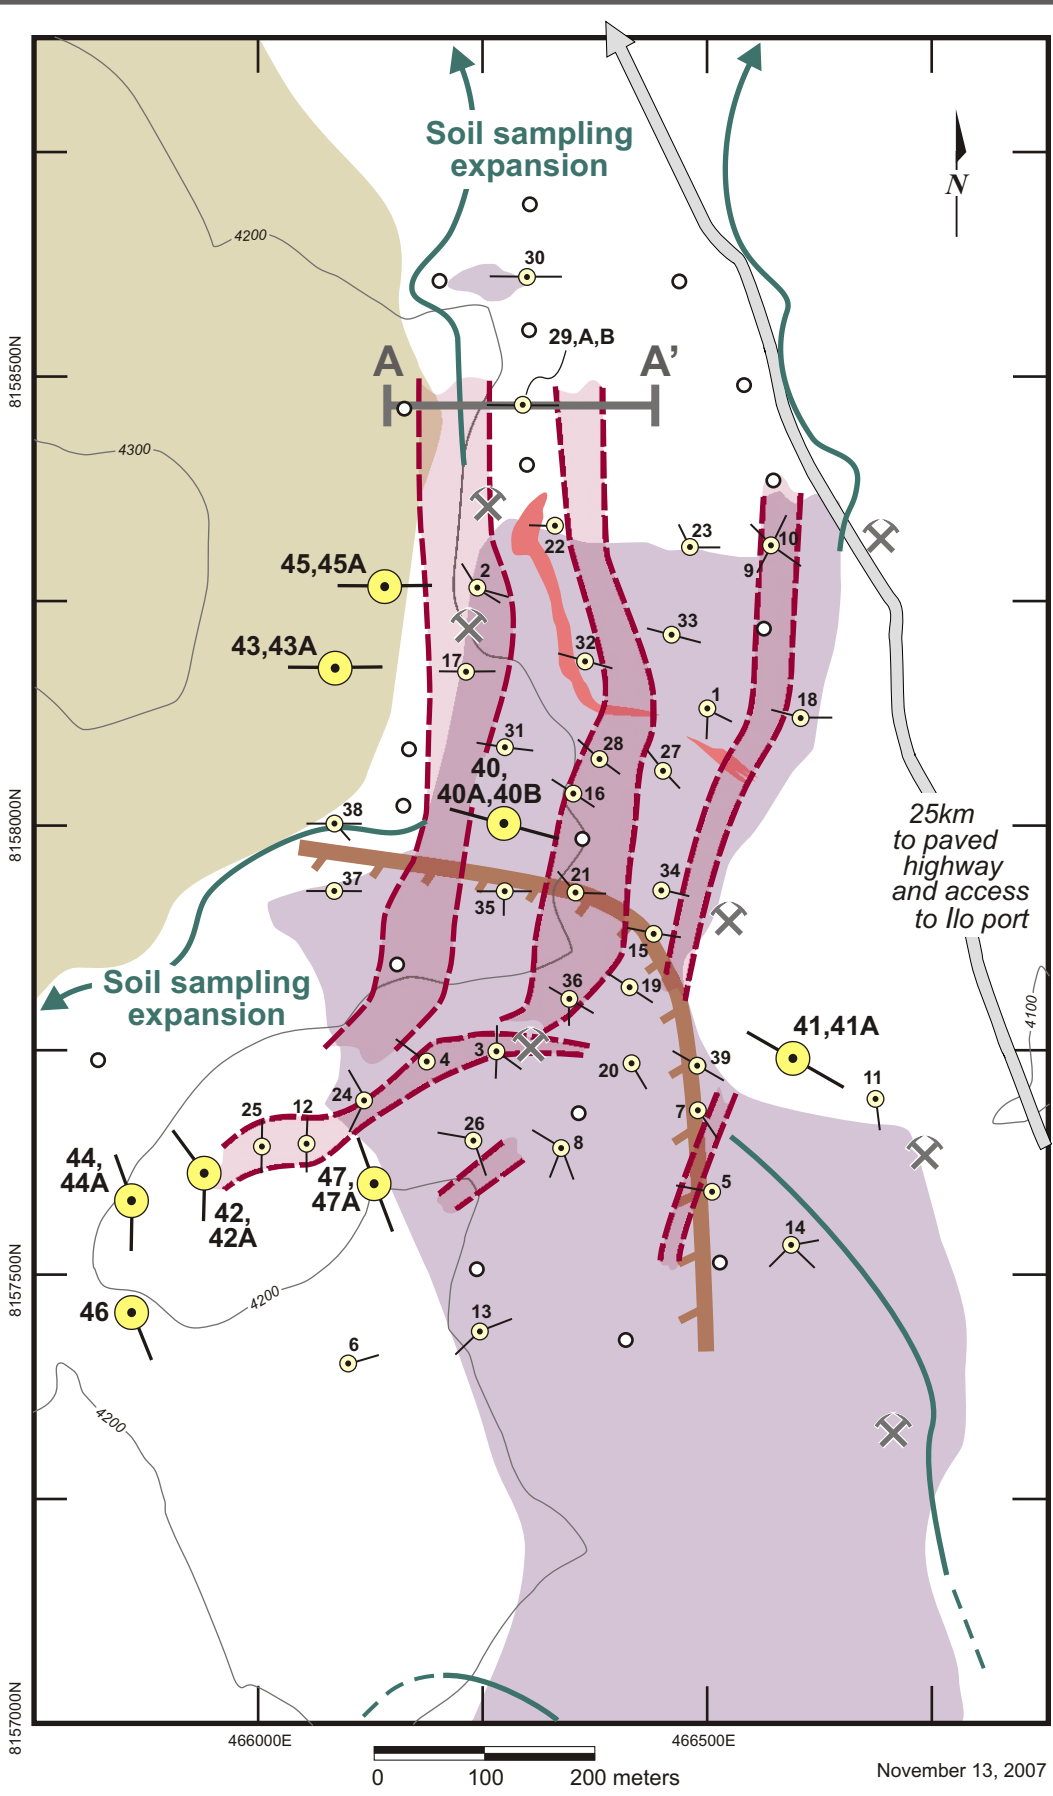 Soil sampling
expansion
N
4200
30
29,A,B
A
A’
8158500N
4300
10
23
22
9
45,45A
2
33
43,43A
32
17
1
18
31
28
27
40,
40A,40B
16
38
8158000N
25km
to paved
highway
and access
to Ilo port
21
34
37
35
15
Soil sampling
expansion
36
19
4100
41,41A
3
4
20
39
11
24
25
12
7
26
8
44,
44A
47,
47A
42,
42A
5
14
8157500N
4200
46
13
6
4200
8157000N
466000E
466500E
0 100 200 meters
November 13, 2007